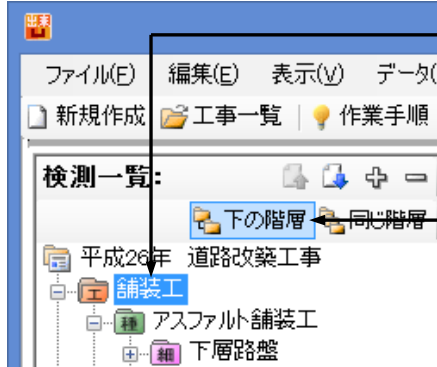 出来
ファイル(F) 編集(E) 表示(V) データ(
新規作成 工事一覧 作業手順
検測一覧:
下の階層 同じ階層
平成26年 道路改築工事
工 舗装工
種 アスファルト舗装工
細 下層路盤